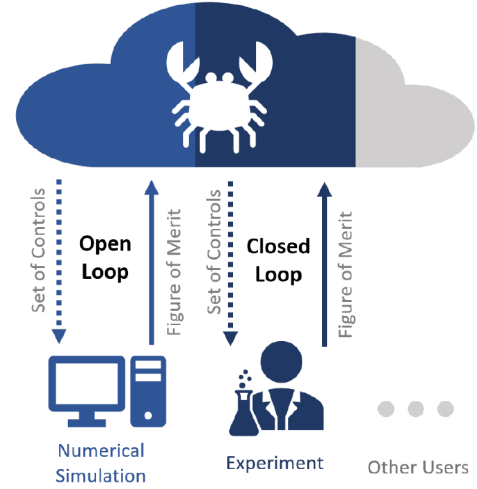 Set of Controls
Open
Loop
Figure of Merit
Set of Controls
Closed
Loop
Figure of Merit
Numerical
Simulation
Experiment
Other Users